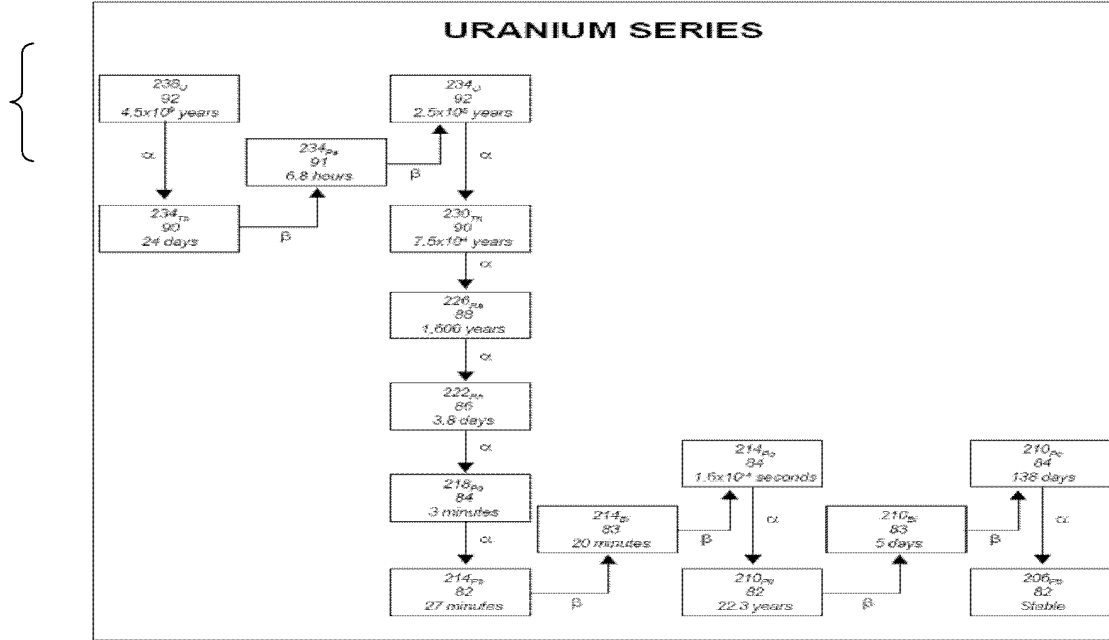 URANIUM SERIES
238U
92
4.5x10⁹ years
α
234Th
90
24 days
β
234Pa
91
6.8 hours
β
234U
92
2.5x10⁵ years
α
230Th
90
7.5x10⁴ years
α
226Ra
88
1,600 years
α
222Rn
86
3.8 days
α
218Po
84
3 minutes
α
214Pb
82
27 minutes
β
214Bi
83
20 minutes
β
214Po
84
1.6x10⁻⁴ seconds
α
210Pb
82
22.3 years
β
210Bi
83
5 days
β
210Po
84
138 days
α
206Pb
82
Stable